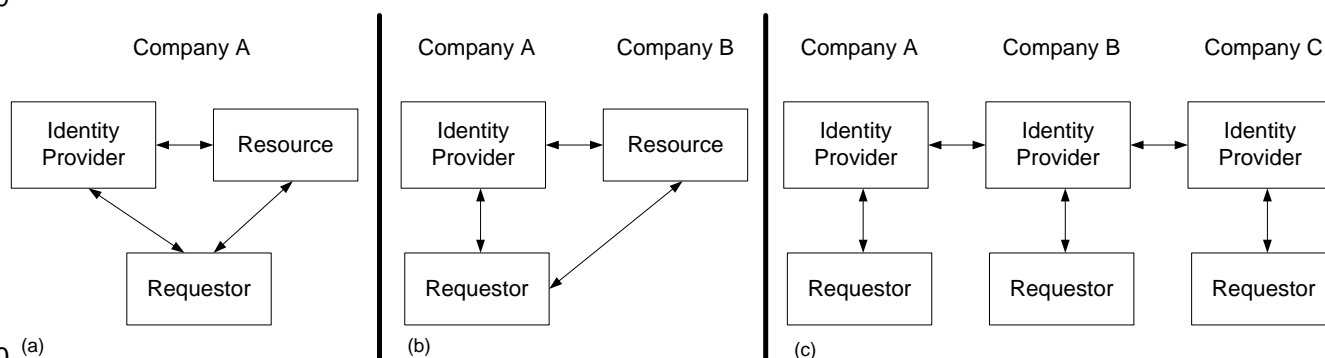 Company A
Identity
Provider
Resource
Requestor
(a)
Company A
Company B
Identity
Provider
Resource
Requestor
(b)
Company A
Company B
Company C
Identity
Provider
Identity
Provider
Identity
Provider
Requestor
Requestor
Requestor
(c)